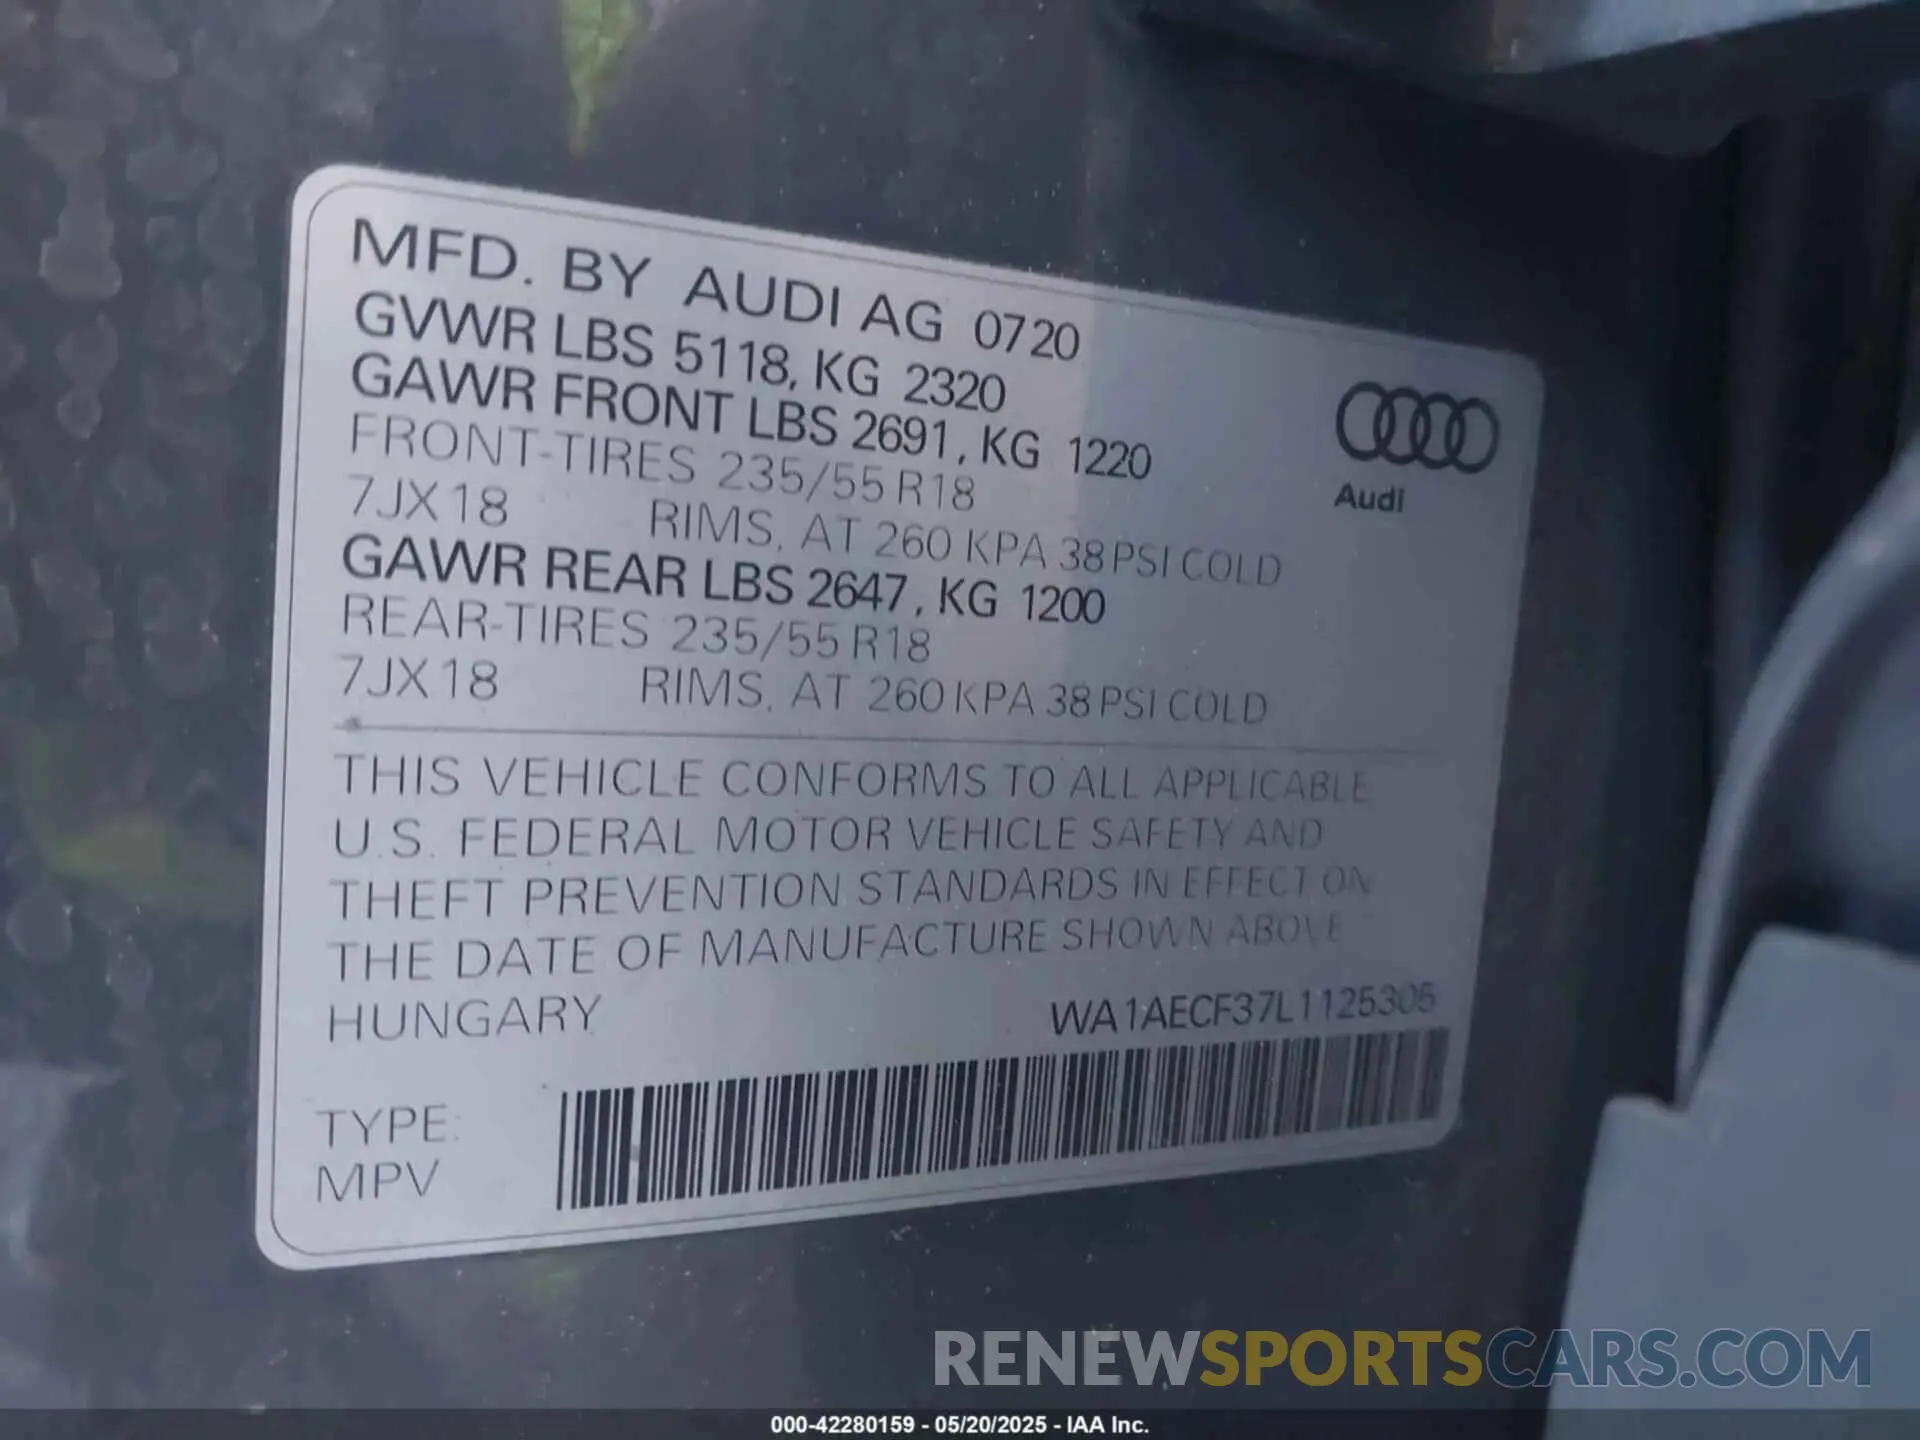 MFD. BY AUDI AG 0720
GVWR LBS 5118, KG 2320
GAWR FRONT LBS 2691, KG 1220
FRONT-TIRES 235/55 R18
7JX18 RIMS, AT 260 KPA 38 PSI COLD
GAWR REAR LBS 2647, KG 1200
REAR-TIRES 235/55 R18
7JX18 RIMS, AT 260 KPA 38 PSI COLD
Audi
THIS VEHICLE CONFORMS TO ALL APPLICABLE
U.S. FEDERAL MOTOR VEHICLE SAFETY AND
THEFT PREVENTION STANDARDS IN EFFECT ON
THE DATE OF MANUFACTURE SHOWN ABOVE
HUNGARY WA1AECF37L1125305
TYPE:
MPV
RENEWSPORTSCARS.COM
000-42280159 - 05/20/2025 - IAA Inc.